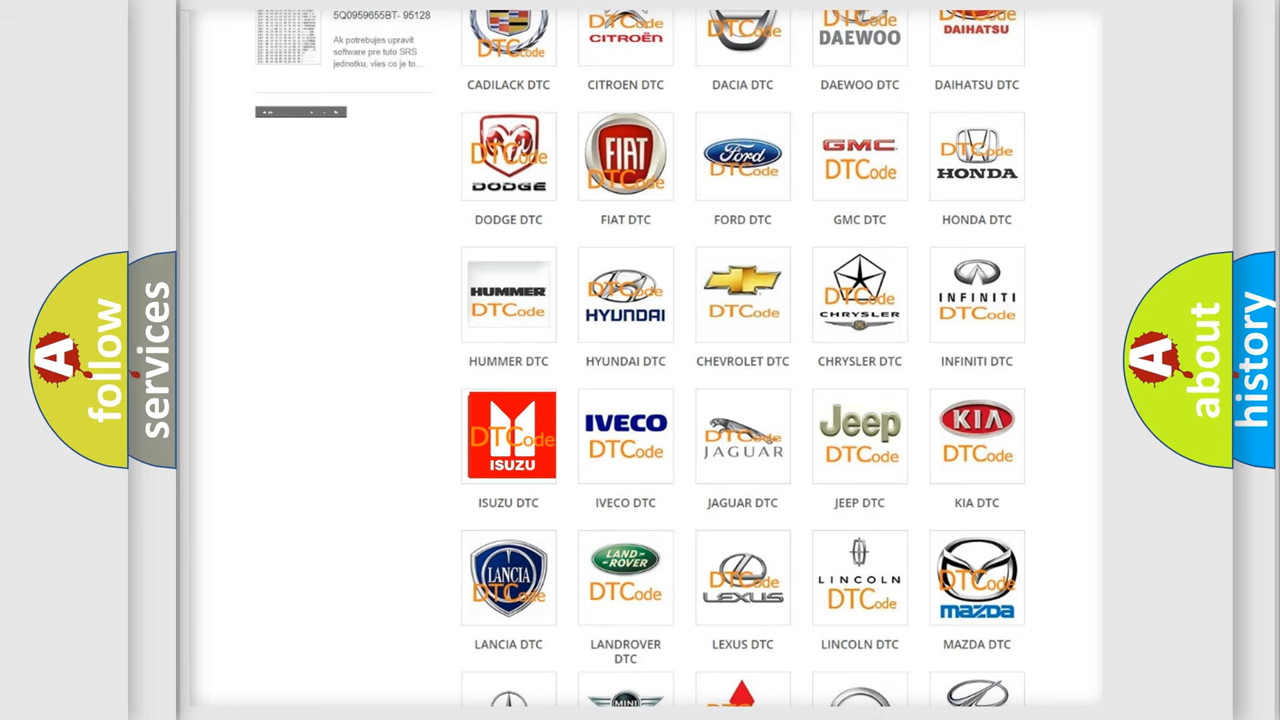 5Q0959655BT- 95128
Ak potrebujes upravit
software pre tuto SRS
jednotku, vies co je to...
DTCode
DTCode
CITROËN
DTCode
DAEWOO
DTCode
DAIHATSU
CADILACK DTC
CITROEN DTC
DACIA DTC
DAEWOO DTC
DAIHATSU DTC
DTCode
DODGE
FIAT
DTCode
Ford
DTCode
GMC
DTCode
DTCode
HONDA
DODGE DTC
FIAT DTC
FORD DTC
GMC DTC
HONDA DTC
HUMMER
DTCode
DTCode
HYUNDAI
DTCode
DTCode
CHRYSLER
INFINITI
DTCode
HUMMER DTC
HYUNDAI DTC
CHEVROLET DTC
CHRYSLER DTC
INFINITI DTC
DTCode
ISUZU
IVECO
DTCode
DTCode
JAGUAR
Jeep
DTCode
KIA
DTCode
ISUZU DTC
IVECO DTC
JAGUAR DTC
JEEP DTC
KIA DTC
LANCIA
DTCode
LAND-
ROVER
DTCode
DTCode
LEXUS
LINCOLN
DTCode
DTCode
mazda
LANCIA DTC
LANDROVER
DTC
LEXUS DTC
LINCOLN DTC
MAZDA DTC
MINI
A follow
services
A about
history